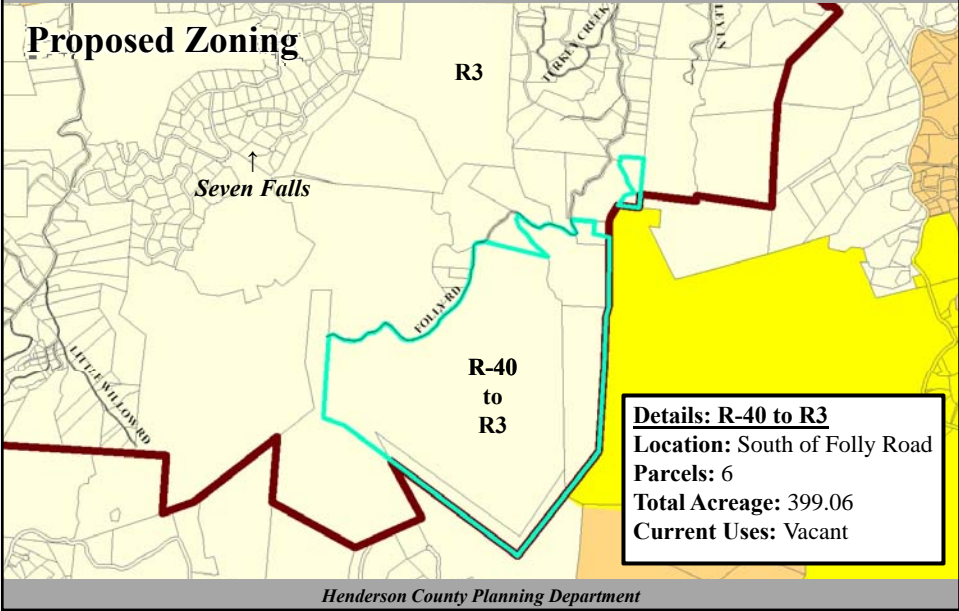 Proposed Zoning
R3
TURKEY CREEK
↑
Seven Falls
FOLLY RD
LITTLE WILLOW RD
R-40
to
R3
Details: R-40 to R3
Location: South of Folly Road
Parcels: 6
Total Acreage: 399.06
Current Uses: Vacant
Henderson County Planning Department